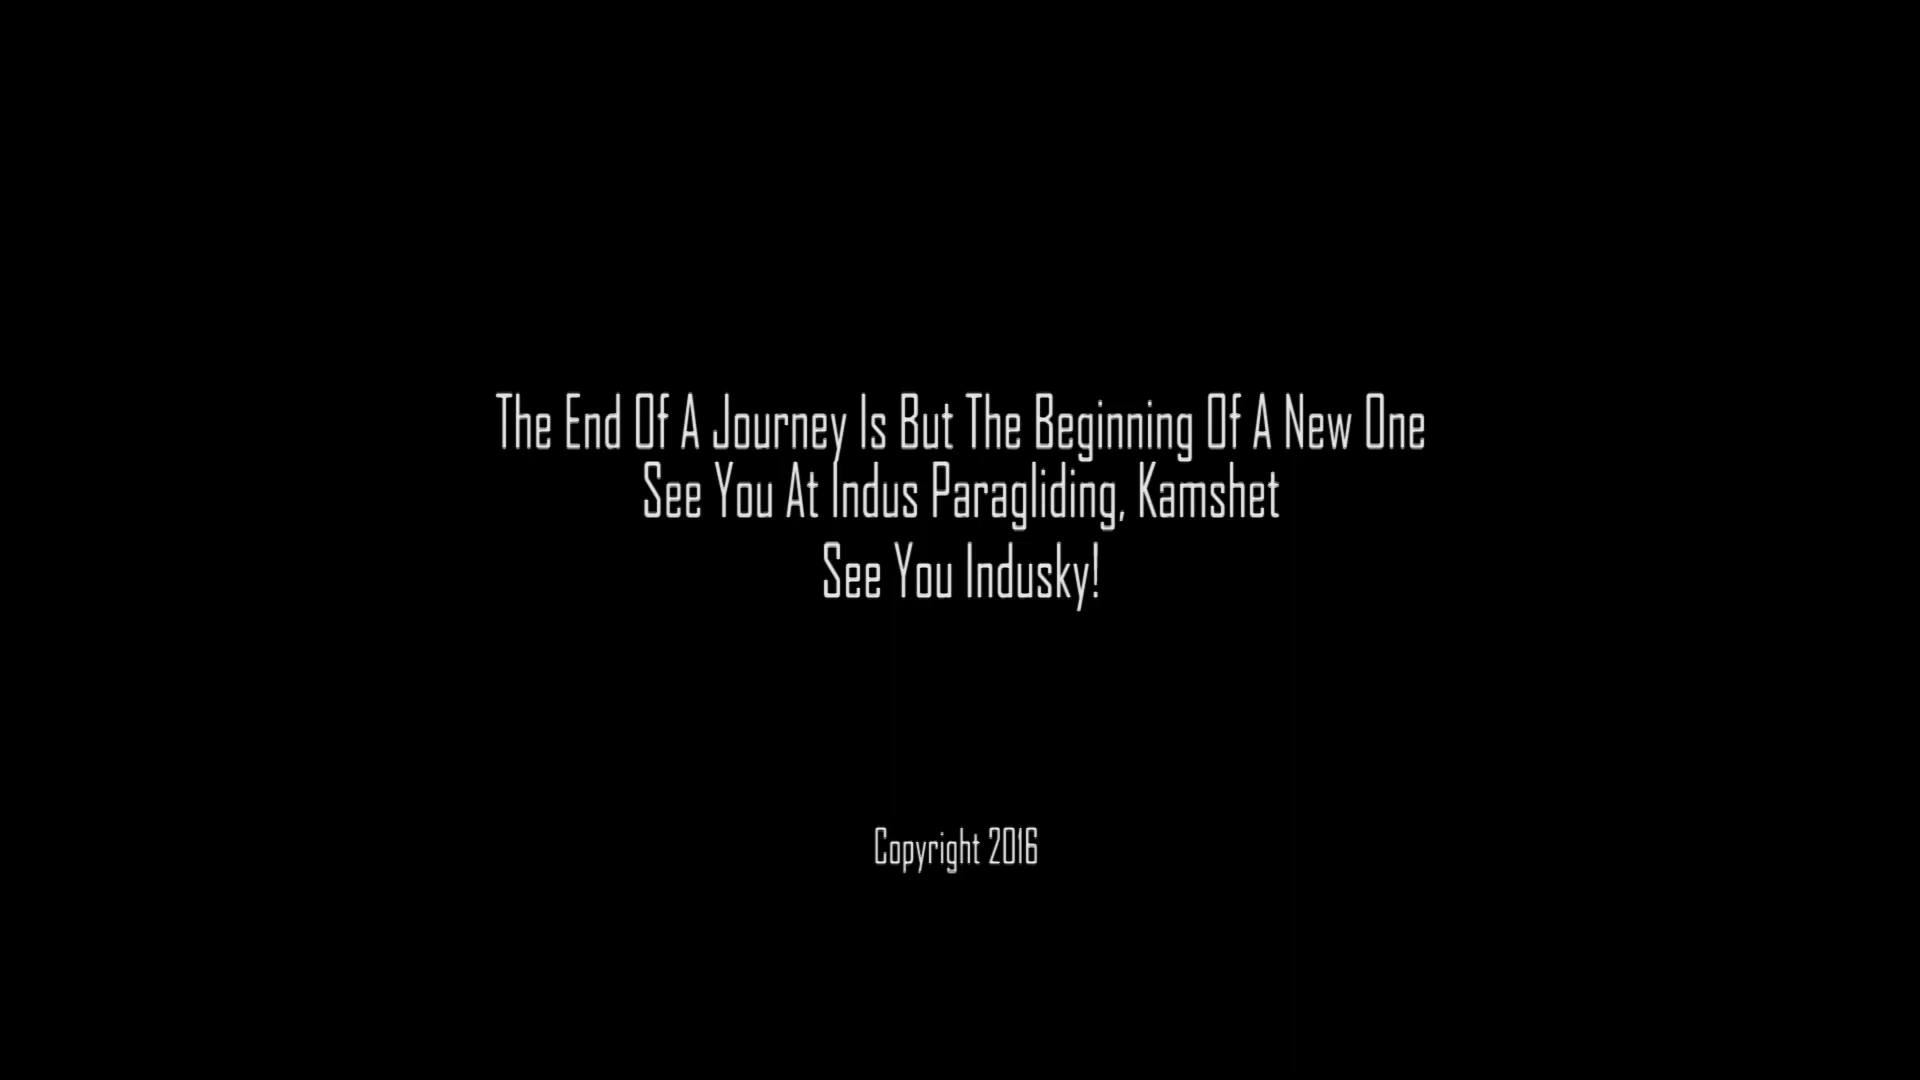 The End Of A Journey Is But The Beginning Of A New One
See You At Indus Paragliding, Kamshet
See You Indusky!
Copyright 2016